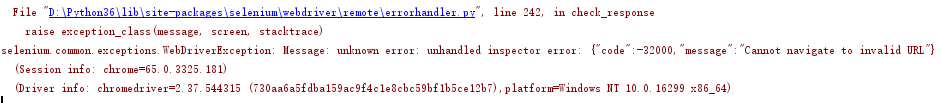 File "D:\Python36\lib\site-packages\selenium\webdriver\remote\errorhandler.py", line 242, in check_response
raise exception_class(message, screen, stacktrace)
selenium.common.exceptions.WebDriverException: Message: unknown error: unhandled inspector error: {"code":-32000,"message":"Cannot navigate to invalid URL"}
(Session info: chrome=65.0.3325.181)
(Driver info: chromedriver=2.37.544315 (730aa6a5fdba159ac9f4c1e8cbc59bf1b5ce12b7),platform=Windows NT 10.0.16299 x86_64)